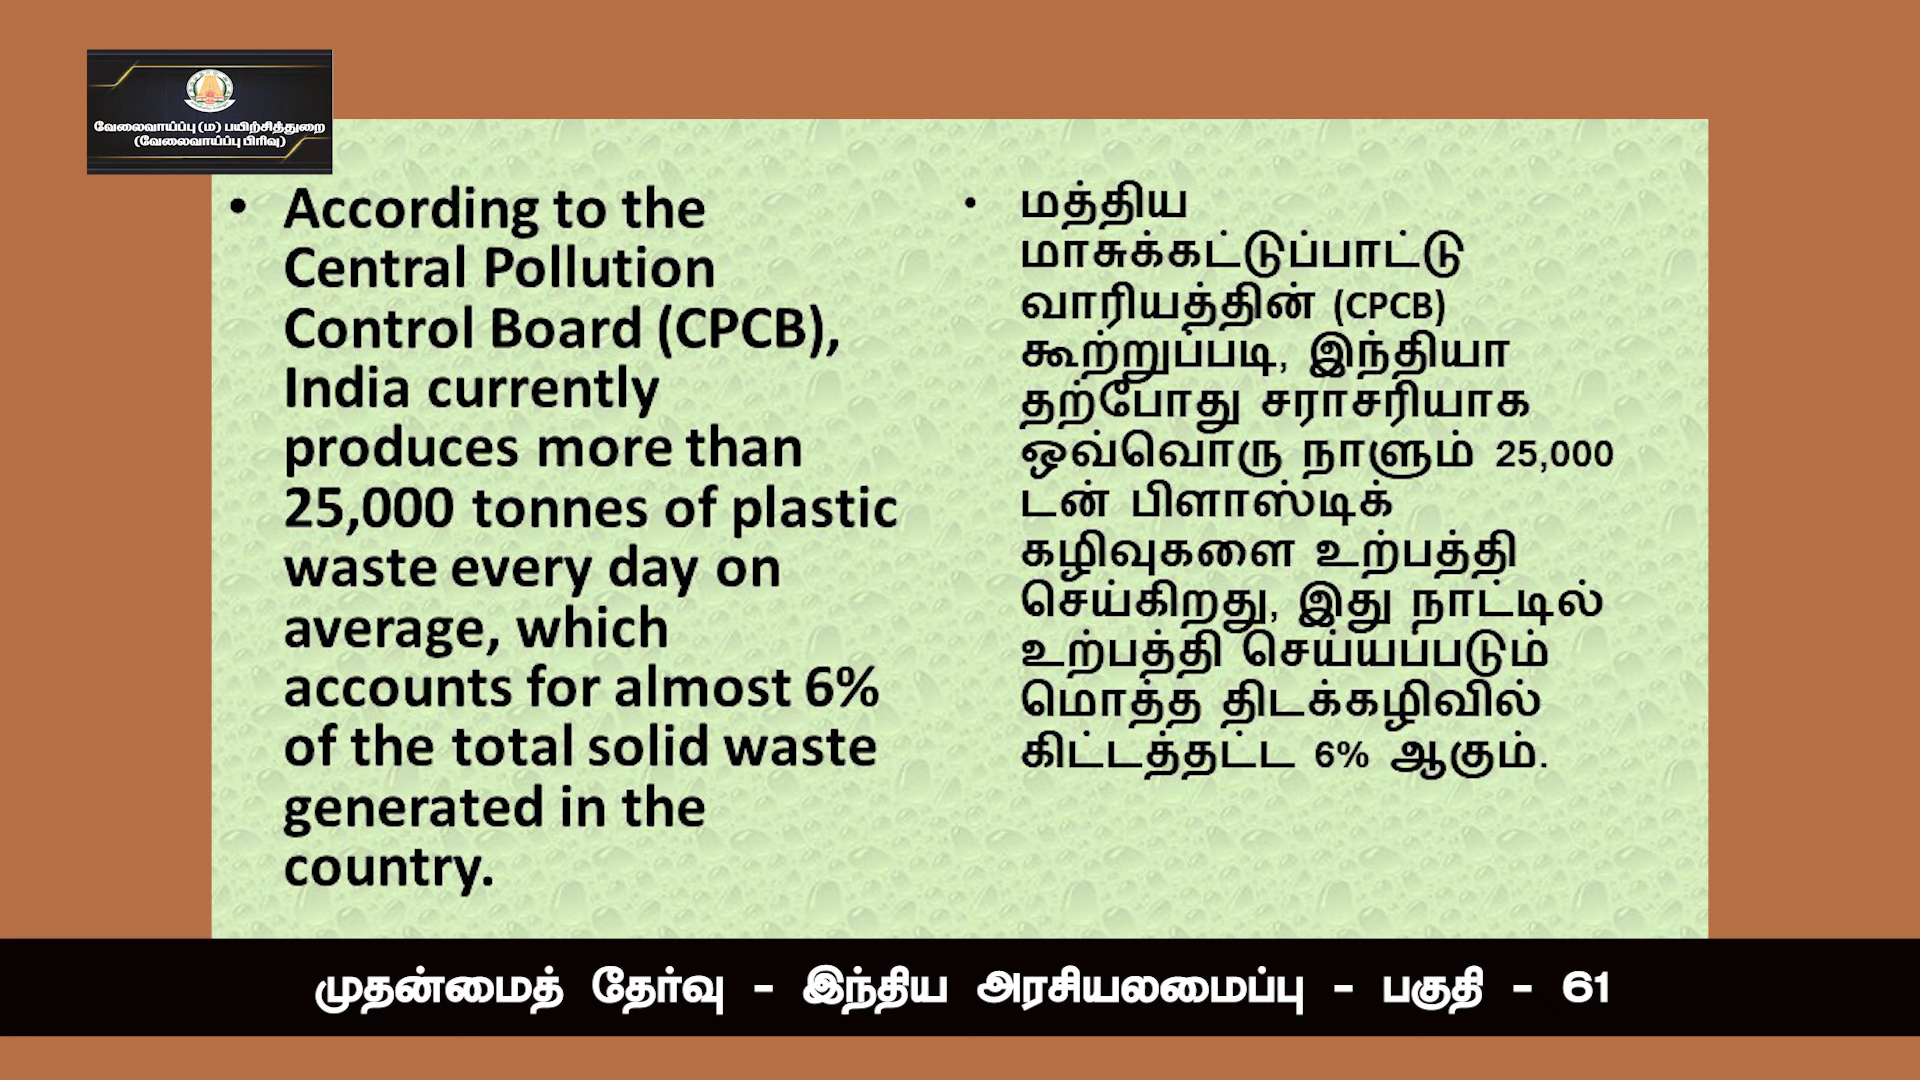 வேலைவாய்ப்பு (ம) பயிற்சித்துறை
(வேலைவாய்ப்பு பிரிவு)
• According to the
Central Pollution
Control Board (CPCB),
India currently
produces more than
25,000 tonnes of plastic
waste every day on
average, which
accounts for almost 6%
of the total solid waste
generated in the
country.
• மத்திய
மாசுக்கட்டுப்பாட்டு
வாரியத்தின் (CPCB)
கூற்றுப்படி, இந்தியா
தற்போது சராசரியாக
ஒவ்வொரு நாளும் 25,000
டன் பிளாஸ்டிக்
கழிவுகளை உற்பத்தி
செய்கிறது, இது நாட்டில்
உற்பத்தி செய்யப்படும்
மொத்த திடக்கழிவில்
கிட்டத்தட்ட 6% ஆகும்.
முதன்மைத் தேர்வு - இந்திய அரசியலமைப்பு - பகுதி - 61